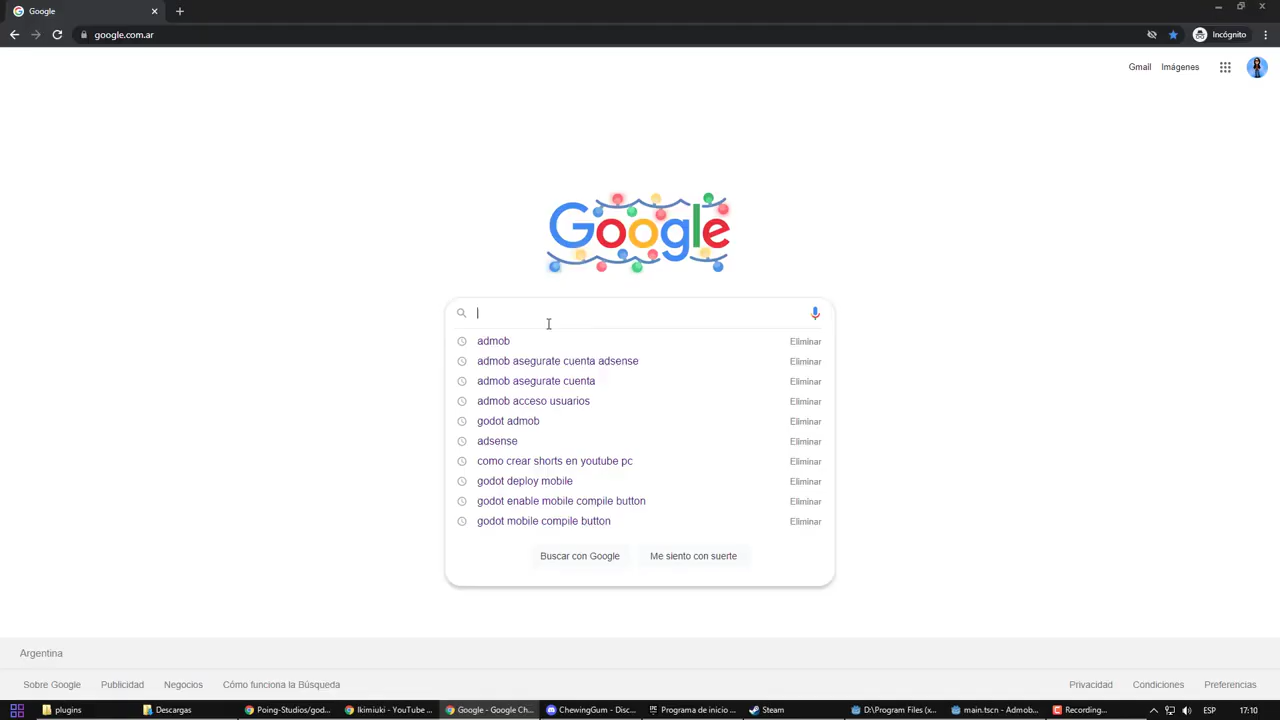 Google
google.com.ar
Incógnito
Gmail
Imágenes
Google
admob
Eliminar
admob asegurate cuenta adsense
Eliminar
admob asegurate cuenta
Eliminar
admob acceso usuarios
Eliminar
godot admob
Eliminar
adsense
Eliminar
como crear shorts en youtube pc
Eliminar
godot deploy mobile
Eliminar
godot enable mobile compile button
Eliminar
godot mobile compile button
Eliminar
Buscar con Google
Me siento con suerte
Argentina
Sobre Google
Publicidad
Negocios
Cómo funciona la Búsqueda
Privacidad
Condiciones
Preferencias
plugins
Descargas
Poing-Studios/god...
Ikimiuki - YouTube ...
Google - Google Ch...
ChewingGum - Disc...
Programa de inicio ...
Steam
D:\Program Files (x...
main.tscn - Admob...
Recording...
ESP
17:10